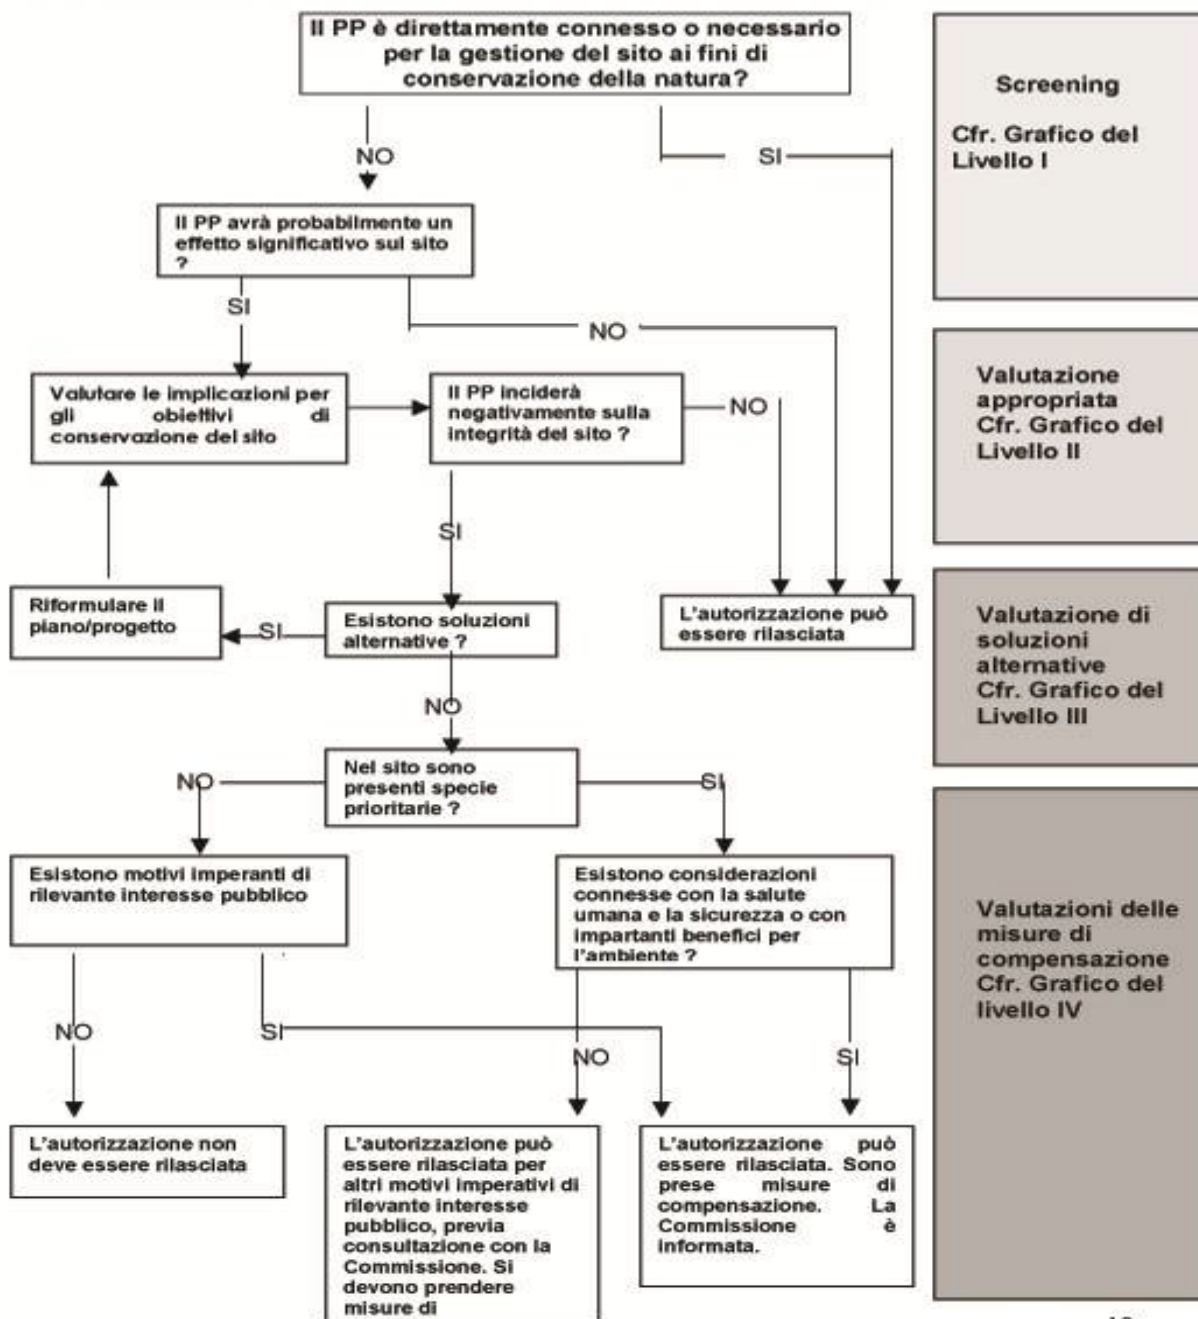 Il PP è direttamente connesso o necessario
per la gestione del sito ai fini di
conservazione della natura?
NO
SI
Il PP avrà probabilmente un
effetto significativo sul sito
?
SI
NO
Valutare le implicazioni per
gli obiettivi di
conservazione del sito
Il PP inciderà
negativamente sulla
integrità del sito ?
NO
SI
Riformulare il
piano/progetto
SI
Esistono soluzioni
alternative ?
L'autorizzazione può
essere rilasciata
NO
Nel sito sono
presenti specie
prioritarie ?
NO
SI
Esistono motivi imperanti di
rilevante interesse pubblico
Esistono considerazioni
connesse con la salute
umana e la sicurezza o con
impartanti benefici per
l'ambiente ?
NO
SI
NO
SI
L'autorizzazione non
deve essere rilasciata
L'autorizzazione può
essere rilasciata per
altri motivi imperativi di
rilevante interesse
pubblico, previa
consultazione con la
Commissione. Si
devono prendere
misure di
L'autorizzazione può
essere rilasciata. Sono
prese misure di
compensazione. La
Commissione è
informata.
Screening
Cfr. Grafico del
Livello I
Valutazione
appropriata
Cfr. Grafico del
Livello II
Valutazione di
soluzioni
alternative
Cfr. Grafico del
Livello III
Valutazioni delle
misure di
compensazione
Cfr. Grafico del
livello IV